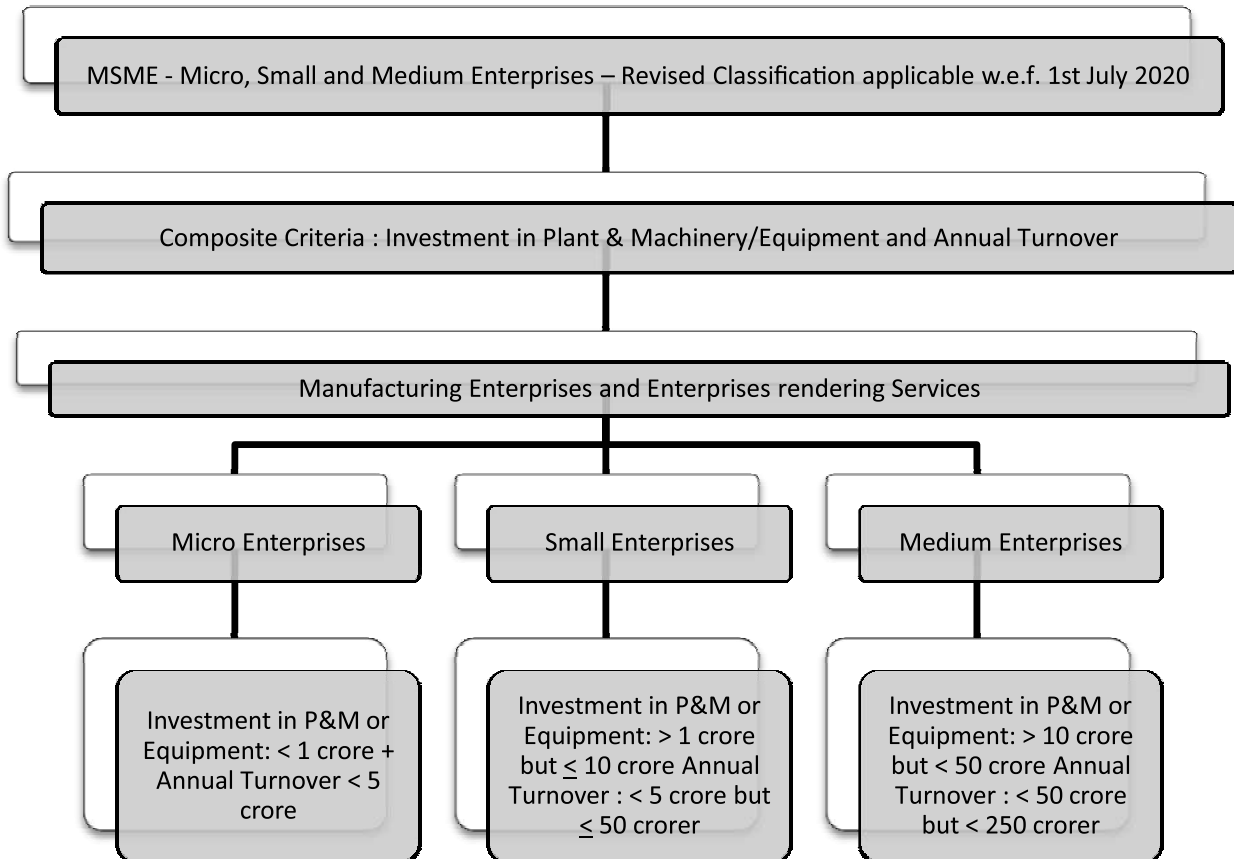 MSME - Micro, Small and Medium Enterprises – Revised Classification applicable w.e.f. 1st July 2020
Composite Criteria : Investment in Plant & Machinery/Equipment and Annual Turnover
Manufacturing Enterprises and Enterprises rendering Services
Micro Enterprises
Small Enterprises
Medium Enterprises
Investment in P&M or
Equipment: < 1 crore +
Annual Turnover < 5
crore
Investment in P&M or
Equipment: > 1 crore
but < 10 crore Annual
Turnover : < 5 crore but
< 50 crorer
Investment in P&M or
Equipment: > 10 crore
but < 50 crore Annual
Turnover : < 50 crore
but < 250 crorer